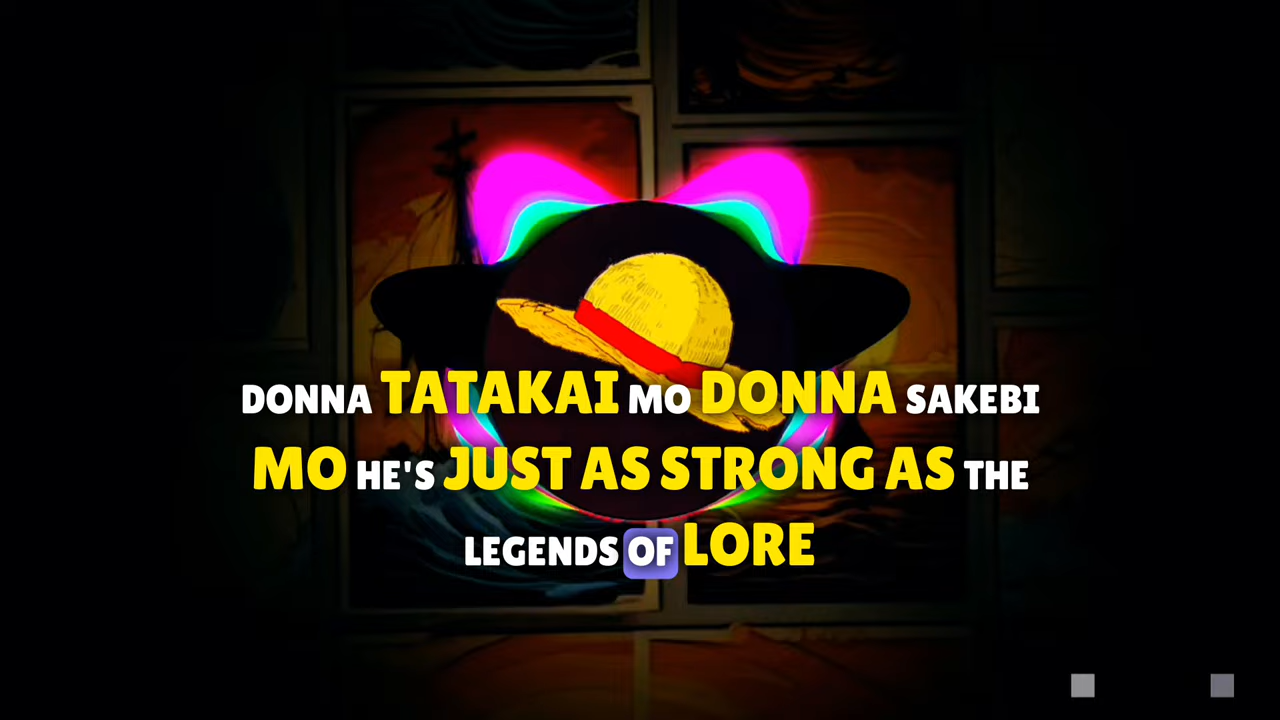 DONNA TATAKAI MO DONNA SAKEBI
MO HE'S JUST AS STRONG AS THE
LEGENDS OF LORE